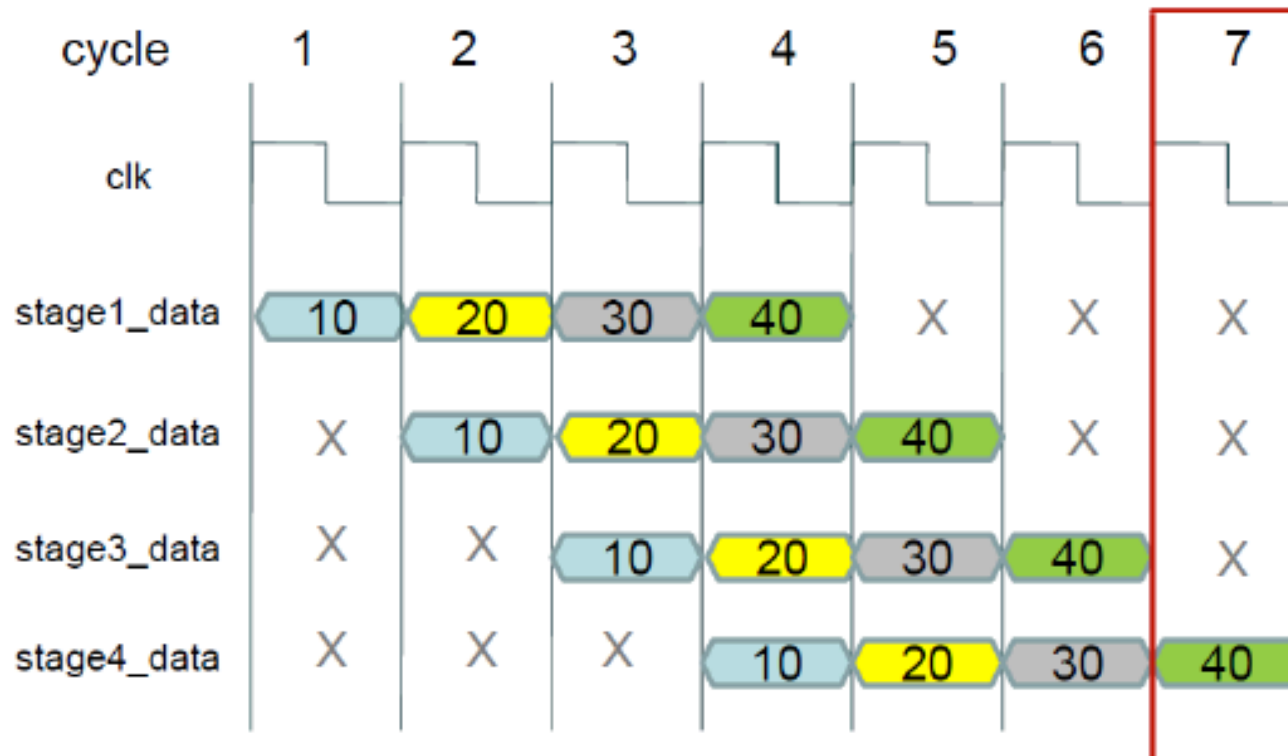 cycle 1 2 3 4 5 6 7
clk
stage1_data 10 20 30 40 X X X
stage2_data X 10 20 30 40 X X
stage3_data X X 10 20 30 40 X
stage4_data X X X 10 20 30 40